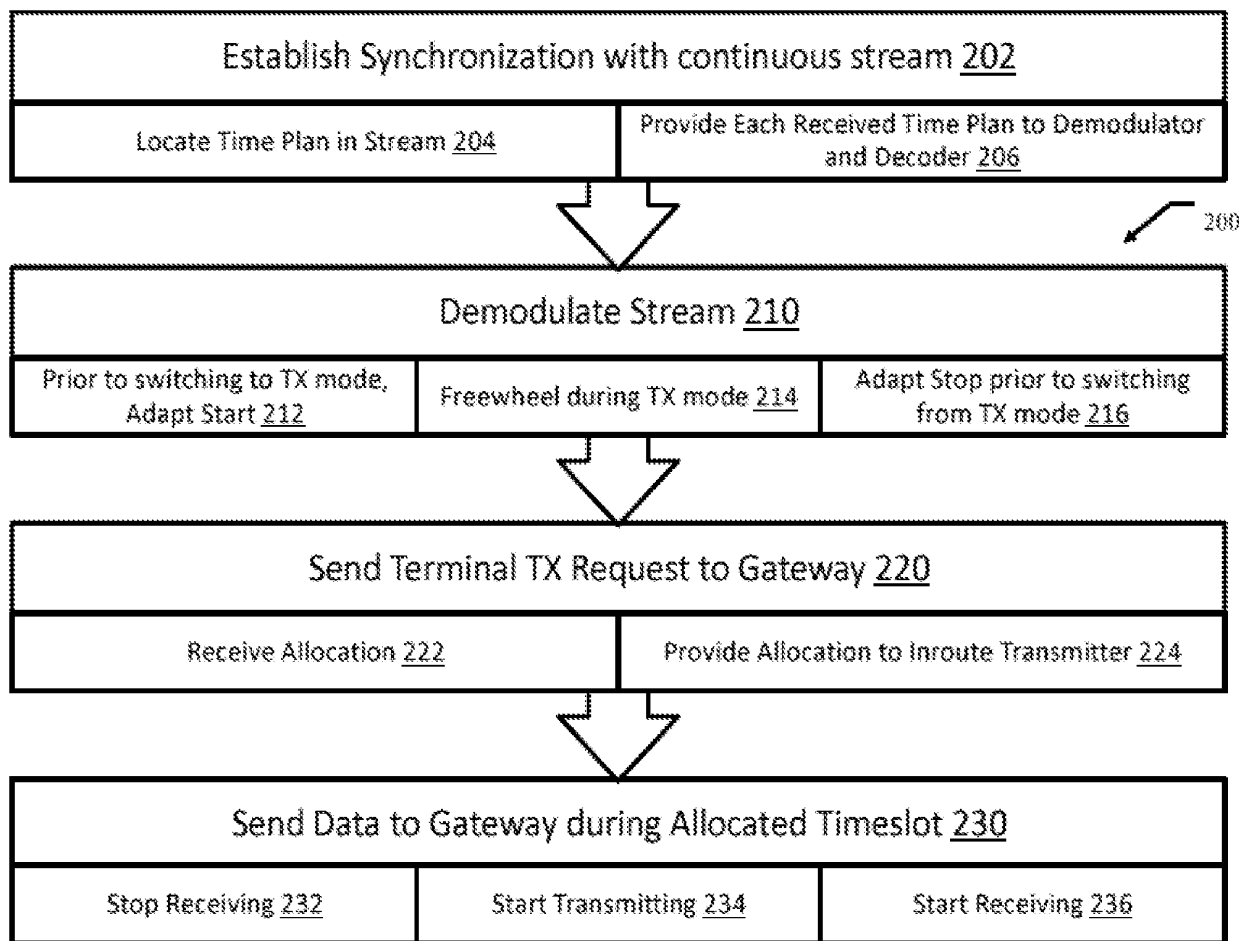 Establish Synchronization with continuous stream 202
Locate Time Plan in Stream 204
Provide Each Received Time Plan to Demodulator
and Decoder 206
200
Demodulate Stream 210
Prior to switching to TX mode,
Adapt Start 212
Freewheel during TX mode 214
Adapt Stop prior to switching
from TX mode 216
Send Terminal TX Request to Gateway 220
Receive Allocation 222
Provide Allocation to Inroute Transmitter 224
Send Data to Gateway during Allocated Timeslot 230
Stop Receiving 232
Start Transmitting 234
Start Receiving 236